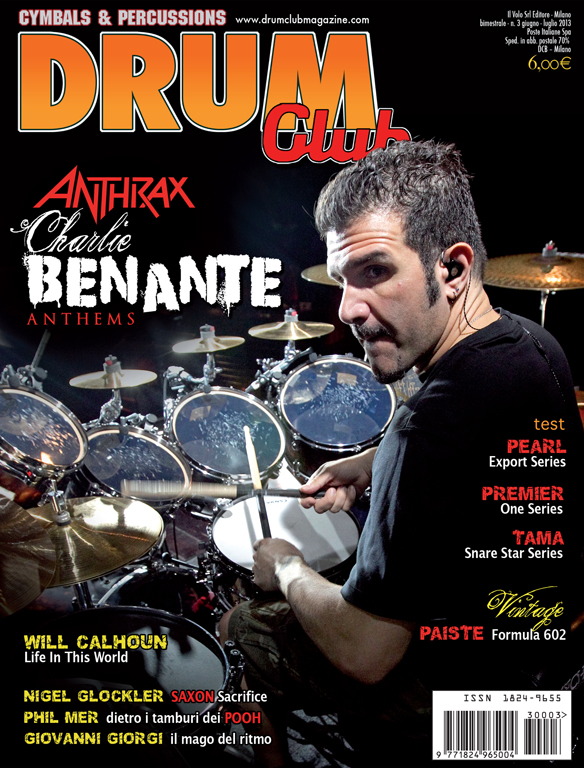 CYMBALS & PERCUSSIONS www.drumclubmagazine.com
Il Volo Srl Editore - Milano
bimestrale - n. 3 giugno - luglio 2013
Poste Italiane Spa
Sped. in abb. postale 70%
DCB - Milano
6,00€
DRUM
Club
ANTHRAX
Charlie
BENANTE
ANTHEMS
test
PEARL
Export Series
PREMIER
One Series
TAMA
Snare Star Series
Vintage
PAISTE Formula 602
WILL CALHOUN
Life In This World
NIGEL GLOCKLER SAXON Sacrifice
PHIL MER dietro i tamburi dei POOH
GIOVANNI GIORGI il mago del ritmo
ISSN 1824-9655
30003>
9 771824 965004